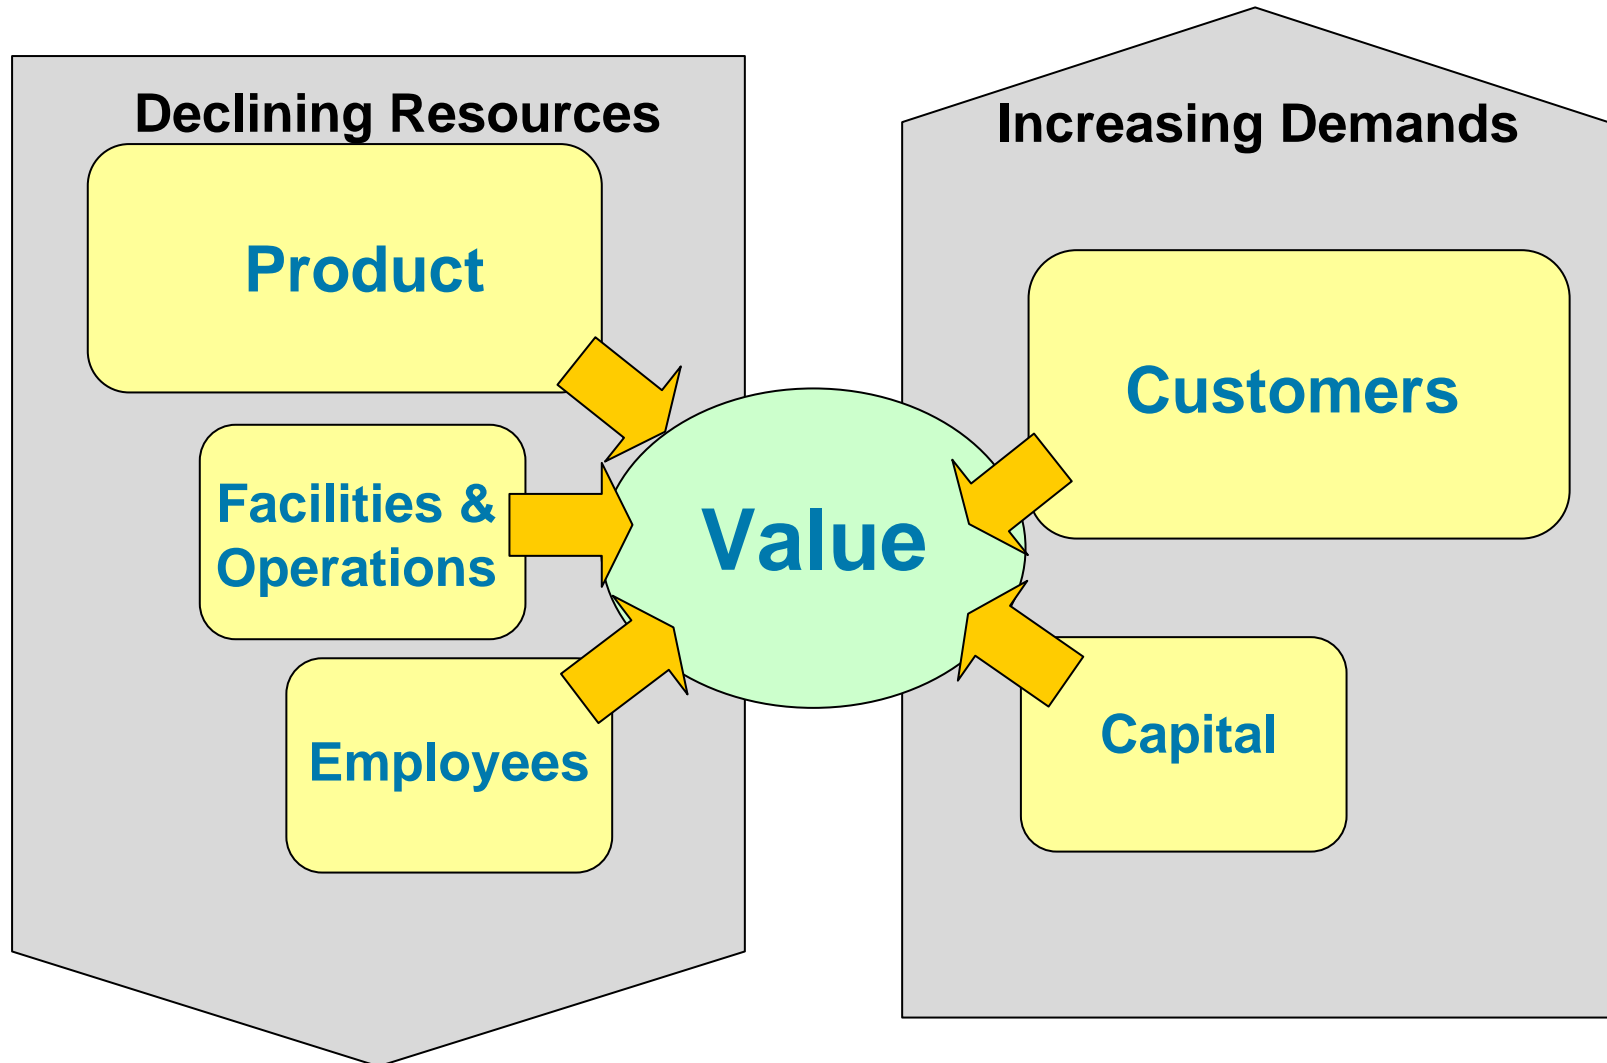 Declining Resources
Product
Facilities &
Operations
Employees
Value
Increasing Demands
Customers
Capital